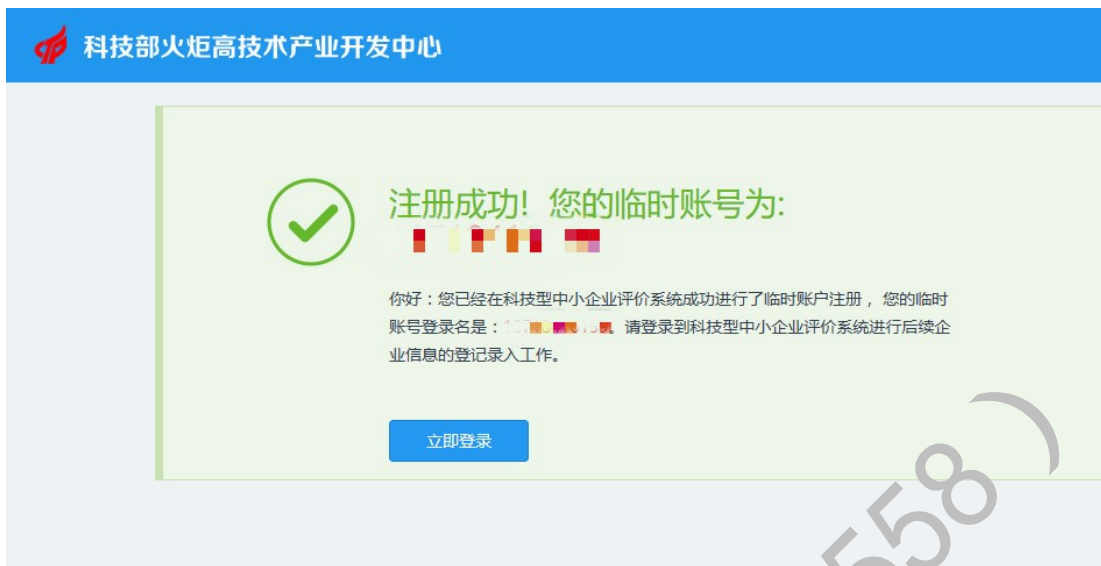 科技部火炬高技术产业开发中心
注册成功！您的临时账号为:
你好：您已经在科技型中小企业评价系统成功进行了临时账户注册，您的临时
账号登录名是： 请登录到科技型中小企业评价系统进行后续企
业信息的登记录入工作。
立即登录
558）